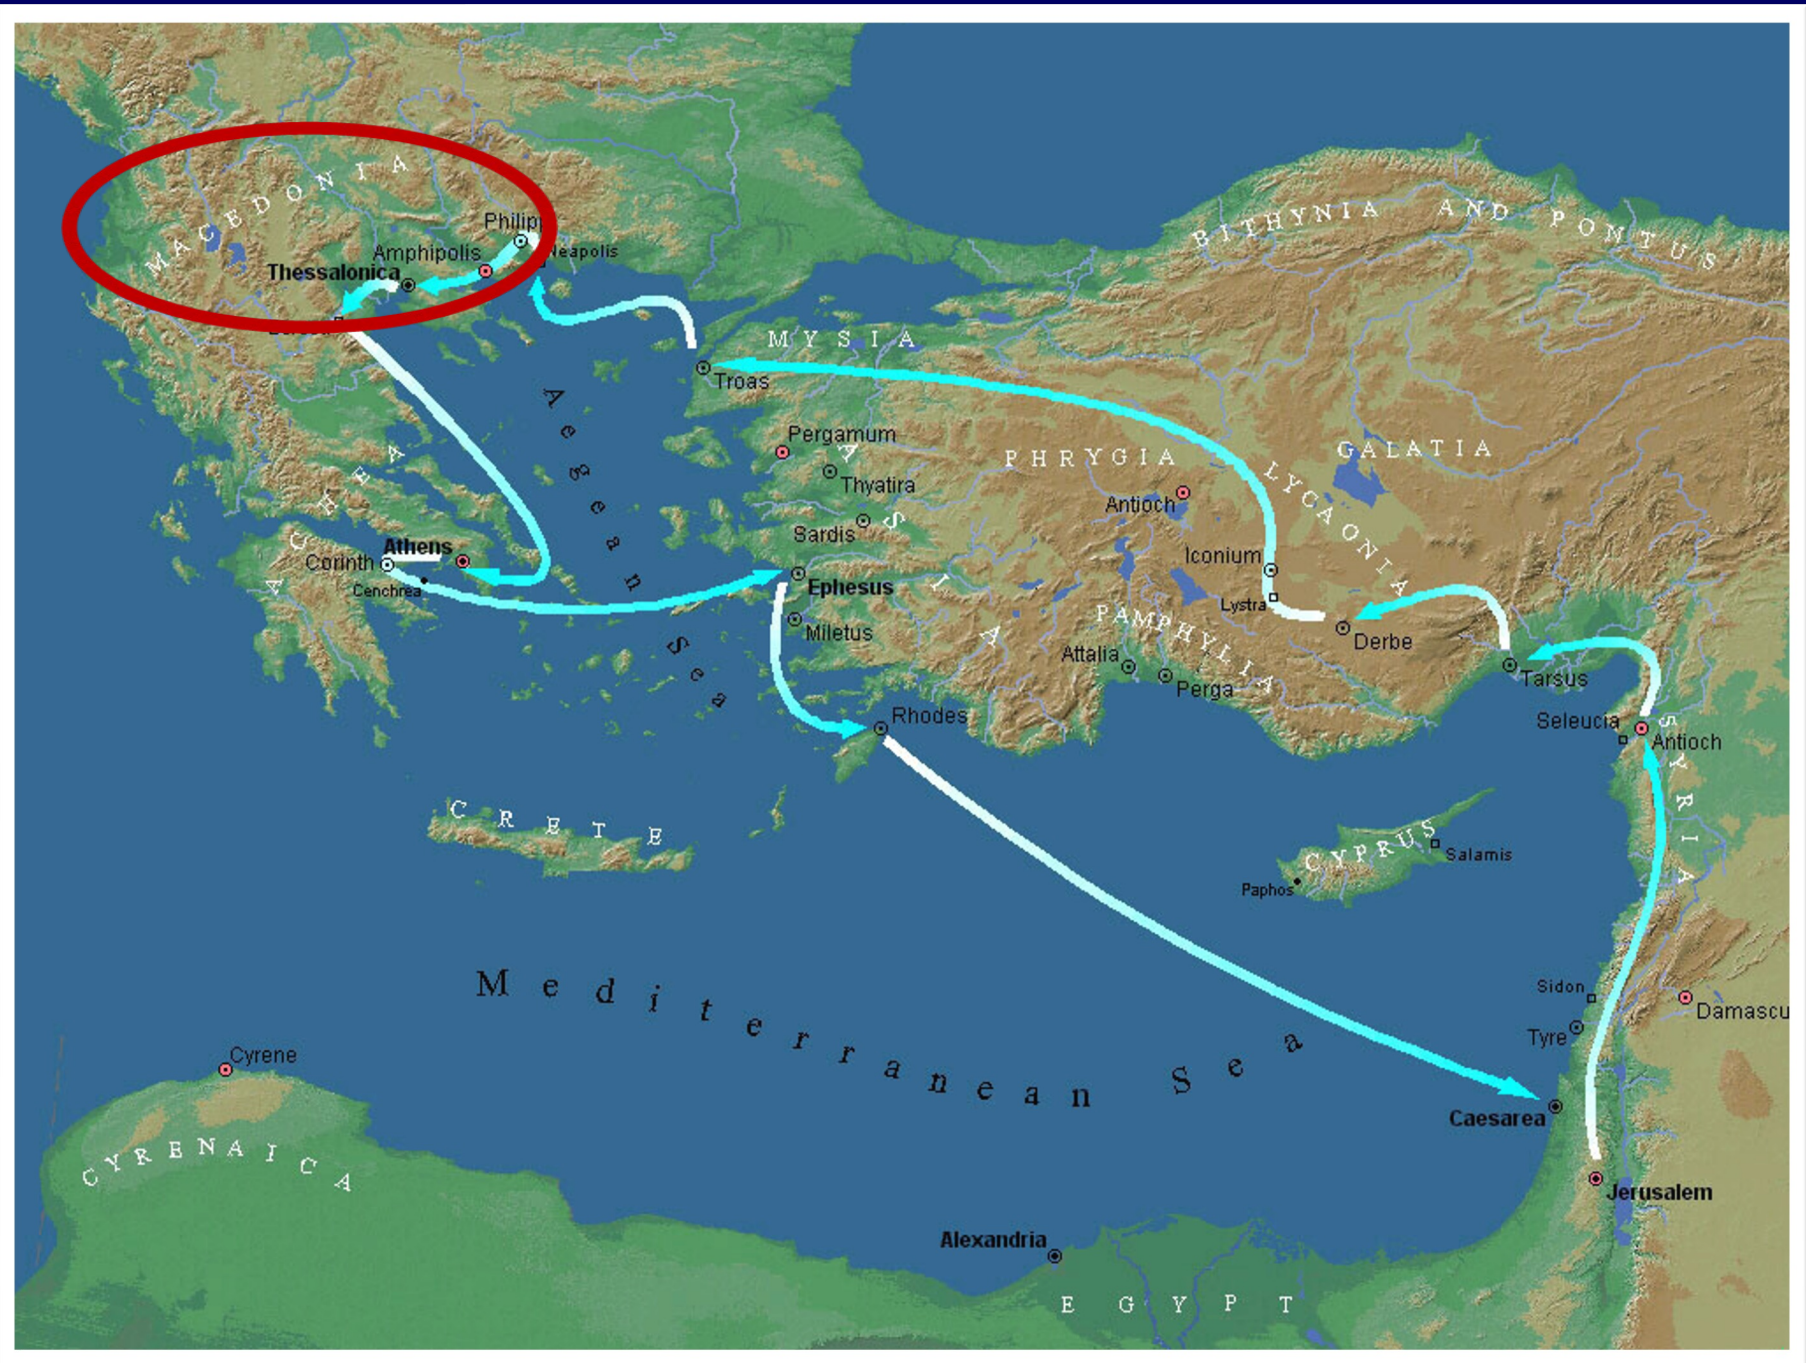 MACEDONIA
Philip
Neapolis
Amphipolis
Thessalonica
BITHYNIA AND PONTUS
MYSIA
Troas
Aegean Sea
Pergamum
Thyatira
Sardis
ASIA
PHRYGIA
GALATIA
LYCAONIA
Antioch
Iconium
Lystra
Derbe
ACHEA
Athens
Corinth
Cenchrea
Ephesus
Miletus
PAMPHYLIA
Attalia
Perga
Tarsus
Seleucia
Antioch
SYRIA
Rhodes
CRETE
CYPRUS
Salamis
Paphos
Mediterranean Sea
Sidon
Tyre
Damascu
Cyrene
CYRENAICA
Caesarea
Jerusalem
Alexandria
EGYPT